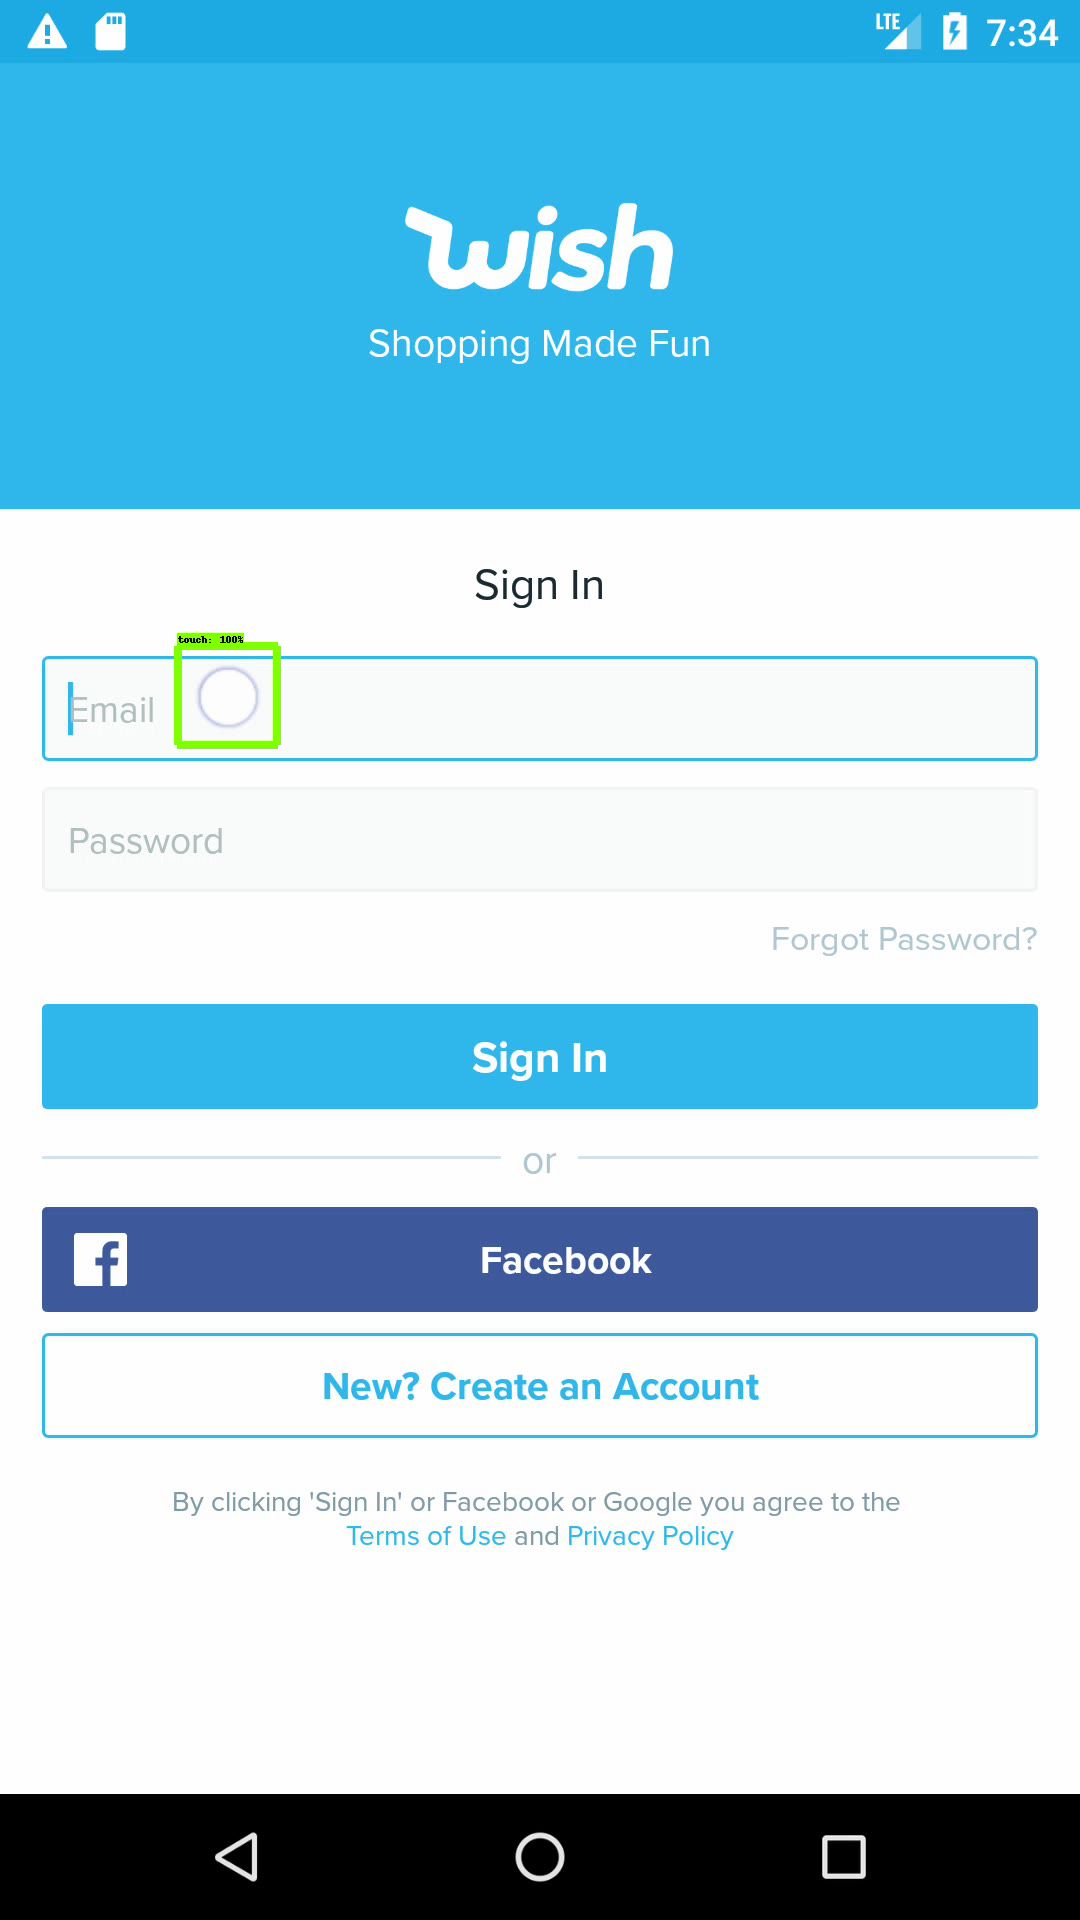 LTE 7:34
wish
Shopping Made Fun
Sign In
touch: 100%
Email
Password
Forgot Password?
Sign In
or
Facebook
New? Create an Account
By clicking 'Sign In' or Facebook or Google you agree to the
Terms of Use and Privacy Policy